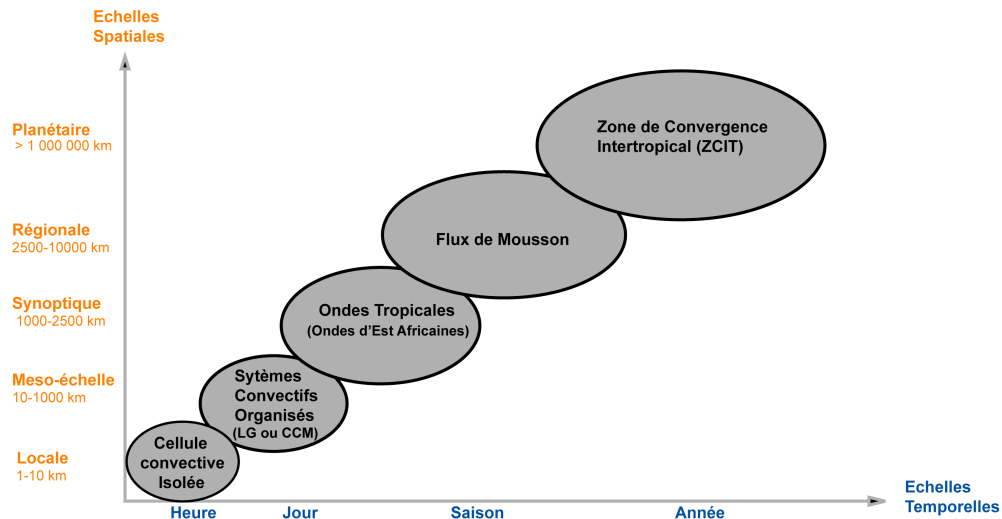 Echelles
Spatiales
Planétaire
> 1 000 000 km
Zone de Convergence
Intertropical (ZCIT)
Régionale
2500-10000 km
Flux de Mousson
Synoptique
1000-2500 km
Ondes Tropicales
(Ondes d'Est Africaines)
Meso-échelle
10-1000 km
Sytèmes
Convectifs
Organisés
(LG ou CCM)
Locale
1-10 km
Cellule
convective
Isolée
Heure
Jour
Saison
Année
Echelles
Temporelles